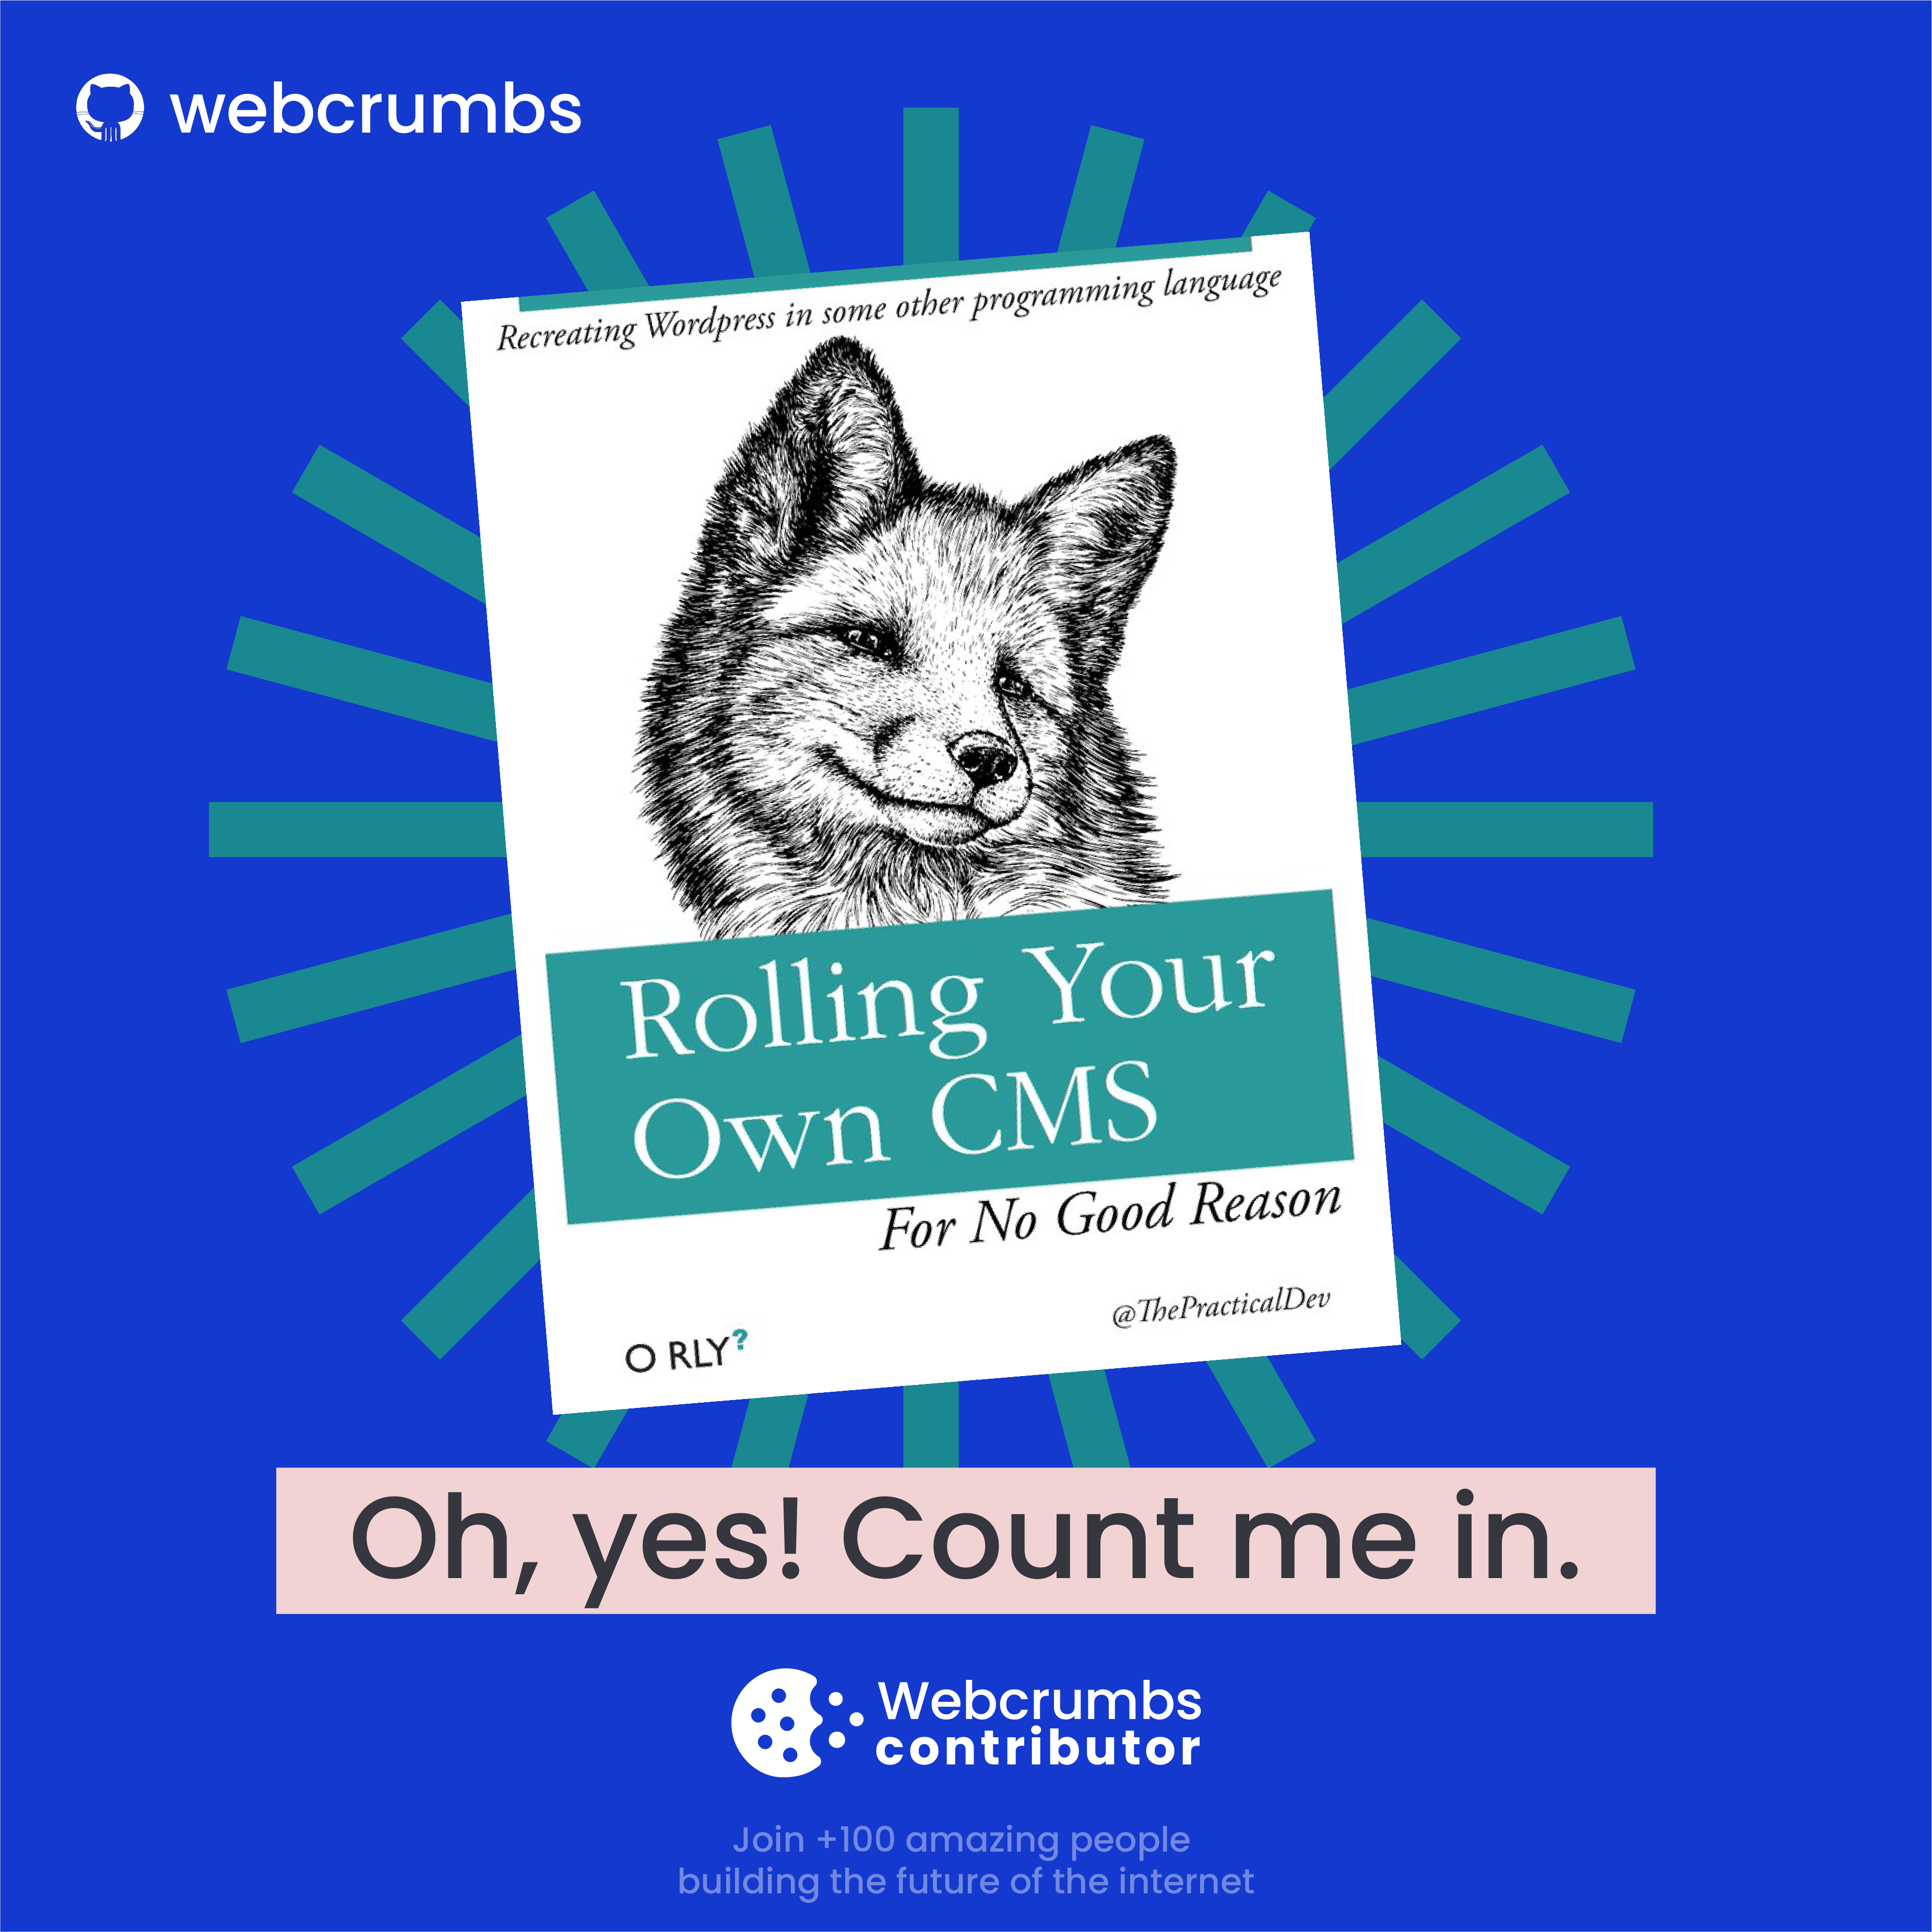 webcrumbs
Recreating Wordpress in some other programming language
Rolling Your
Own CMS
For No Good Reason
@ThePracticalDev
O RLY?
Oh, yes! Count me in.
Webcrumbs
contributor
Join +100 amazing people
building the future of the internet